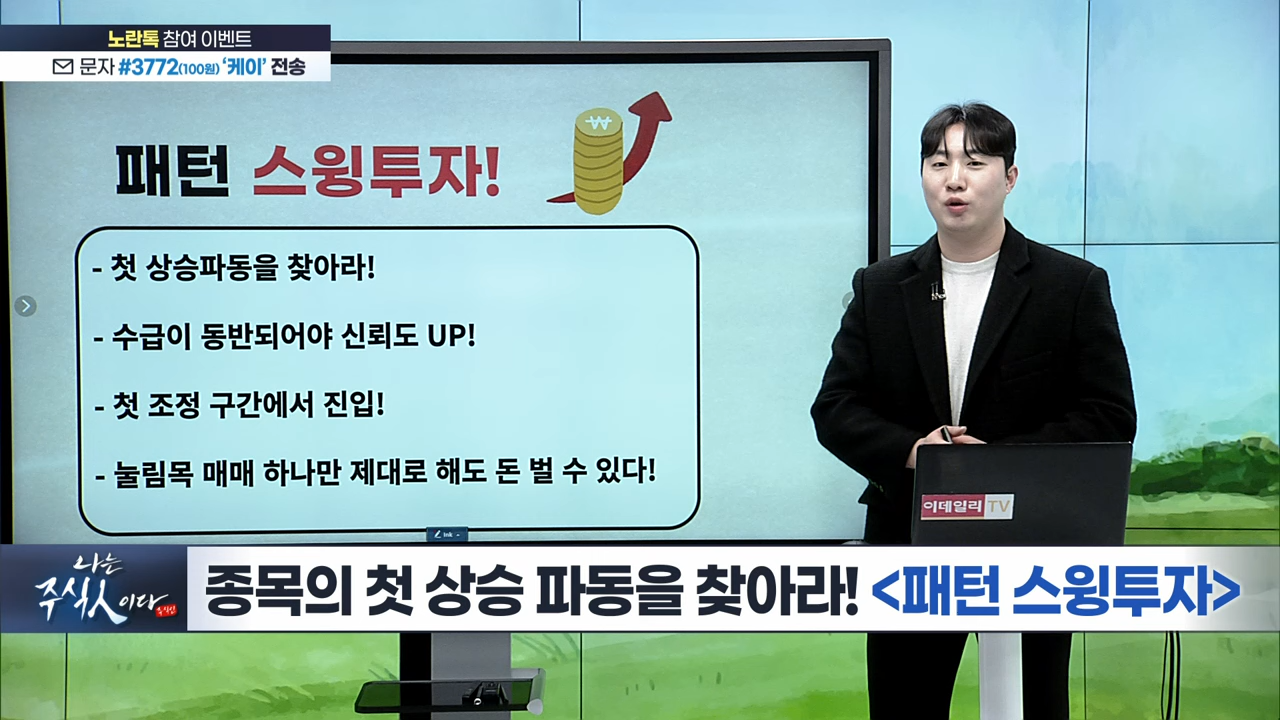 노란톡 참여 이벤트
문자 #3772(100원) '케이' 전송
패턴 스윙투자!
- 첫 상승파동을 찾아라!
- 수급이 동반되어야 신뢰도 UP!
- 첫 조정 구간에서 진입!
- 눌림목 매매 하나만 제대로 해도 돈 벌 수 있다!
Ink
이데일리 TV
나는
주식人이다
종목의 첫 상승 파동을 찾아라! <패턴 스윙투자>